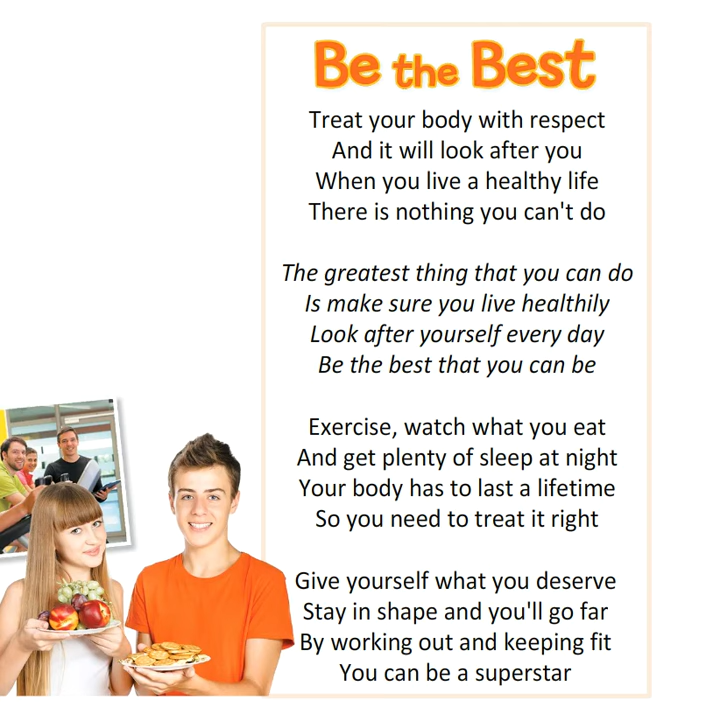 Be the Best
Treat your body with respect
And it will look after you
When you live a healthy life
There is nothing you can't do
The greatest thing that you can do
Is make sure you live healthily
Look after yourself every day
Be the best that you can be
Exercise, watch what you eat
And get plenty of sleep at night
Your body has to last a lifetime
So you need to treat it right
Give yourself what you deserve
Stay in shape and you'll go far
By working out and keeping fit
You can be a superstar